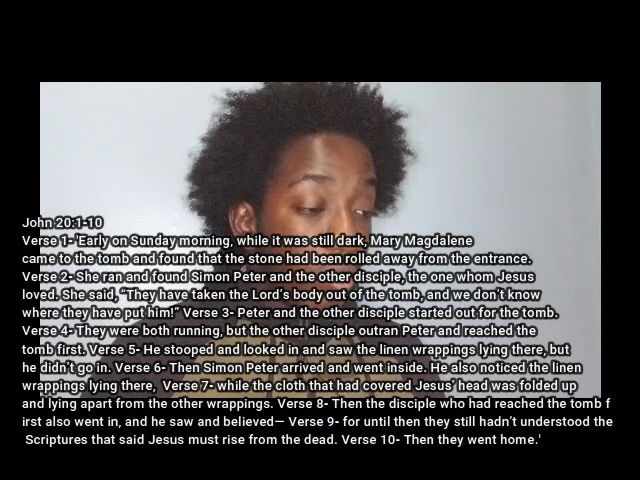 John 20:1-10
Verse 1- 'Early on Sunday morning, while it was still dark, Mary Magdalene
came to the tomb and found that the stone had been rolled away from the entrance.
Verse 2- She ran and found Simon Peter and the other disciple, the one whom Jesus
loved. She said, “They have taken the Lord’s body out of the tomb, and we don’t know
where they have put him!” Verse 3- Peter and the other disciple started out for the tomb.
Verse 4- They were both running, but the other disciple outran Peter and reached the
tomb first. Verse 5- He stooped and looked in and saw the linen wrappings lying there, but
he didn’t go in. Verse 6- Then Simon Peter arrived and went inside. He also noticed the linen
wrappings lying there, Verse 7- while the cloth that had covered Jesus’ head was folded up
and lying apart from the other wrappings. Verse 8- Then the disciple who had reached the tomb f
irst also went in, and he saw and believed— Verse 9- for until then they still hadn’t understood the
Scriptures that said Jesus must rise from the dead. Verse 10- Then they went home.'